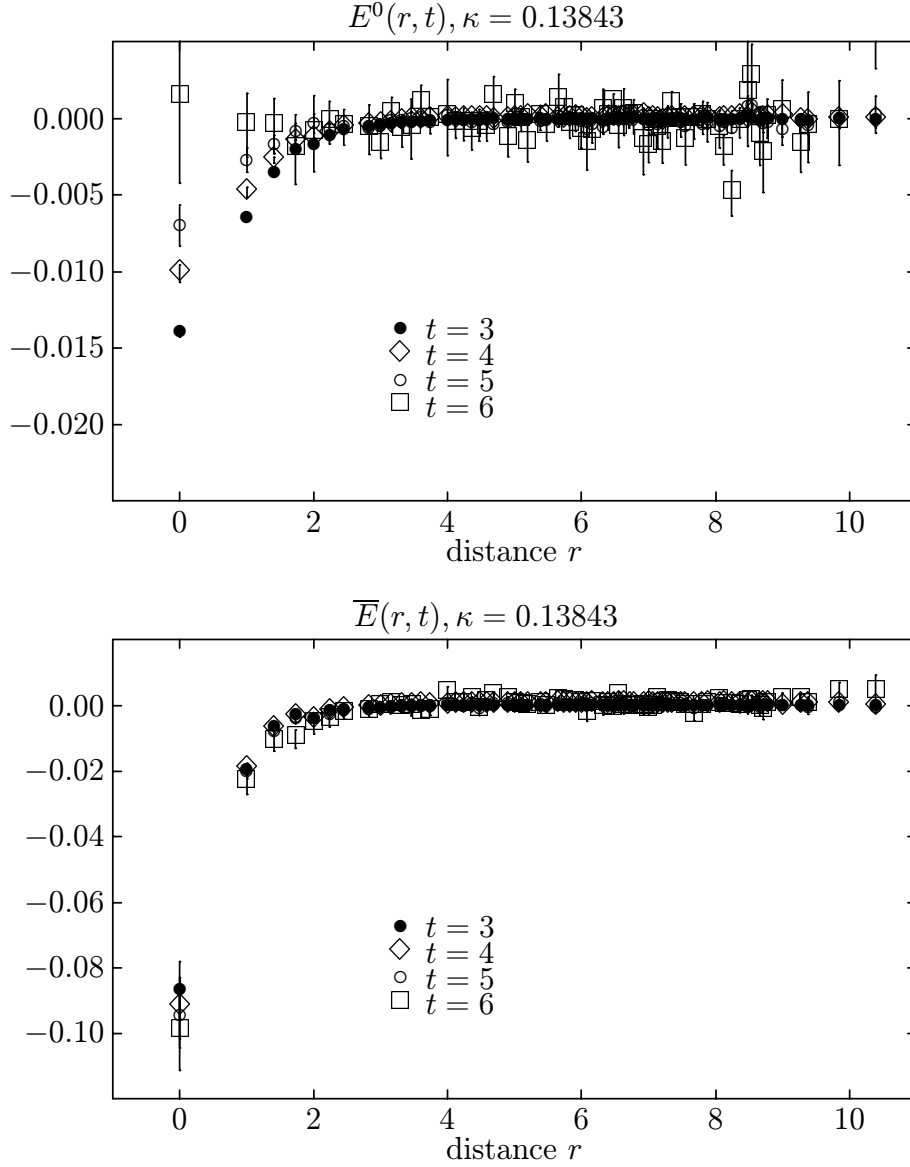 E⁰(r, t), κ = 0.13843
0.000
−0.005
−0.010
−0.015
−0.020
t = 3
t = 4
t = 5
t = 6
0 2 4 6 8 10
distance r
E̅(r, t), κ = 0.13843
0.00
−0.02
−0.04
−0.06
−0.08
−0.10
t = 3
t = 4
t = 5
t = 6
0 2 4 6 8 10
distance r